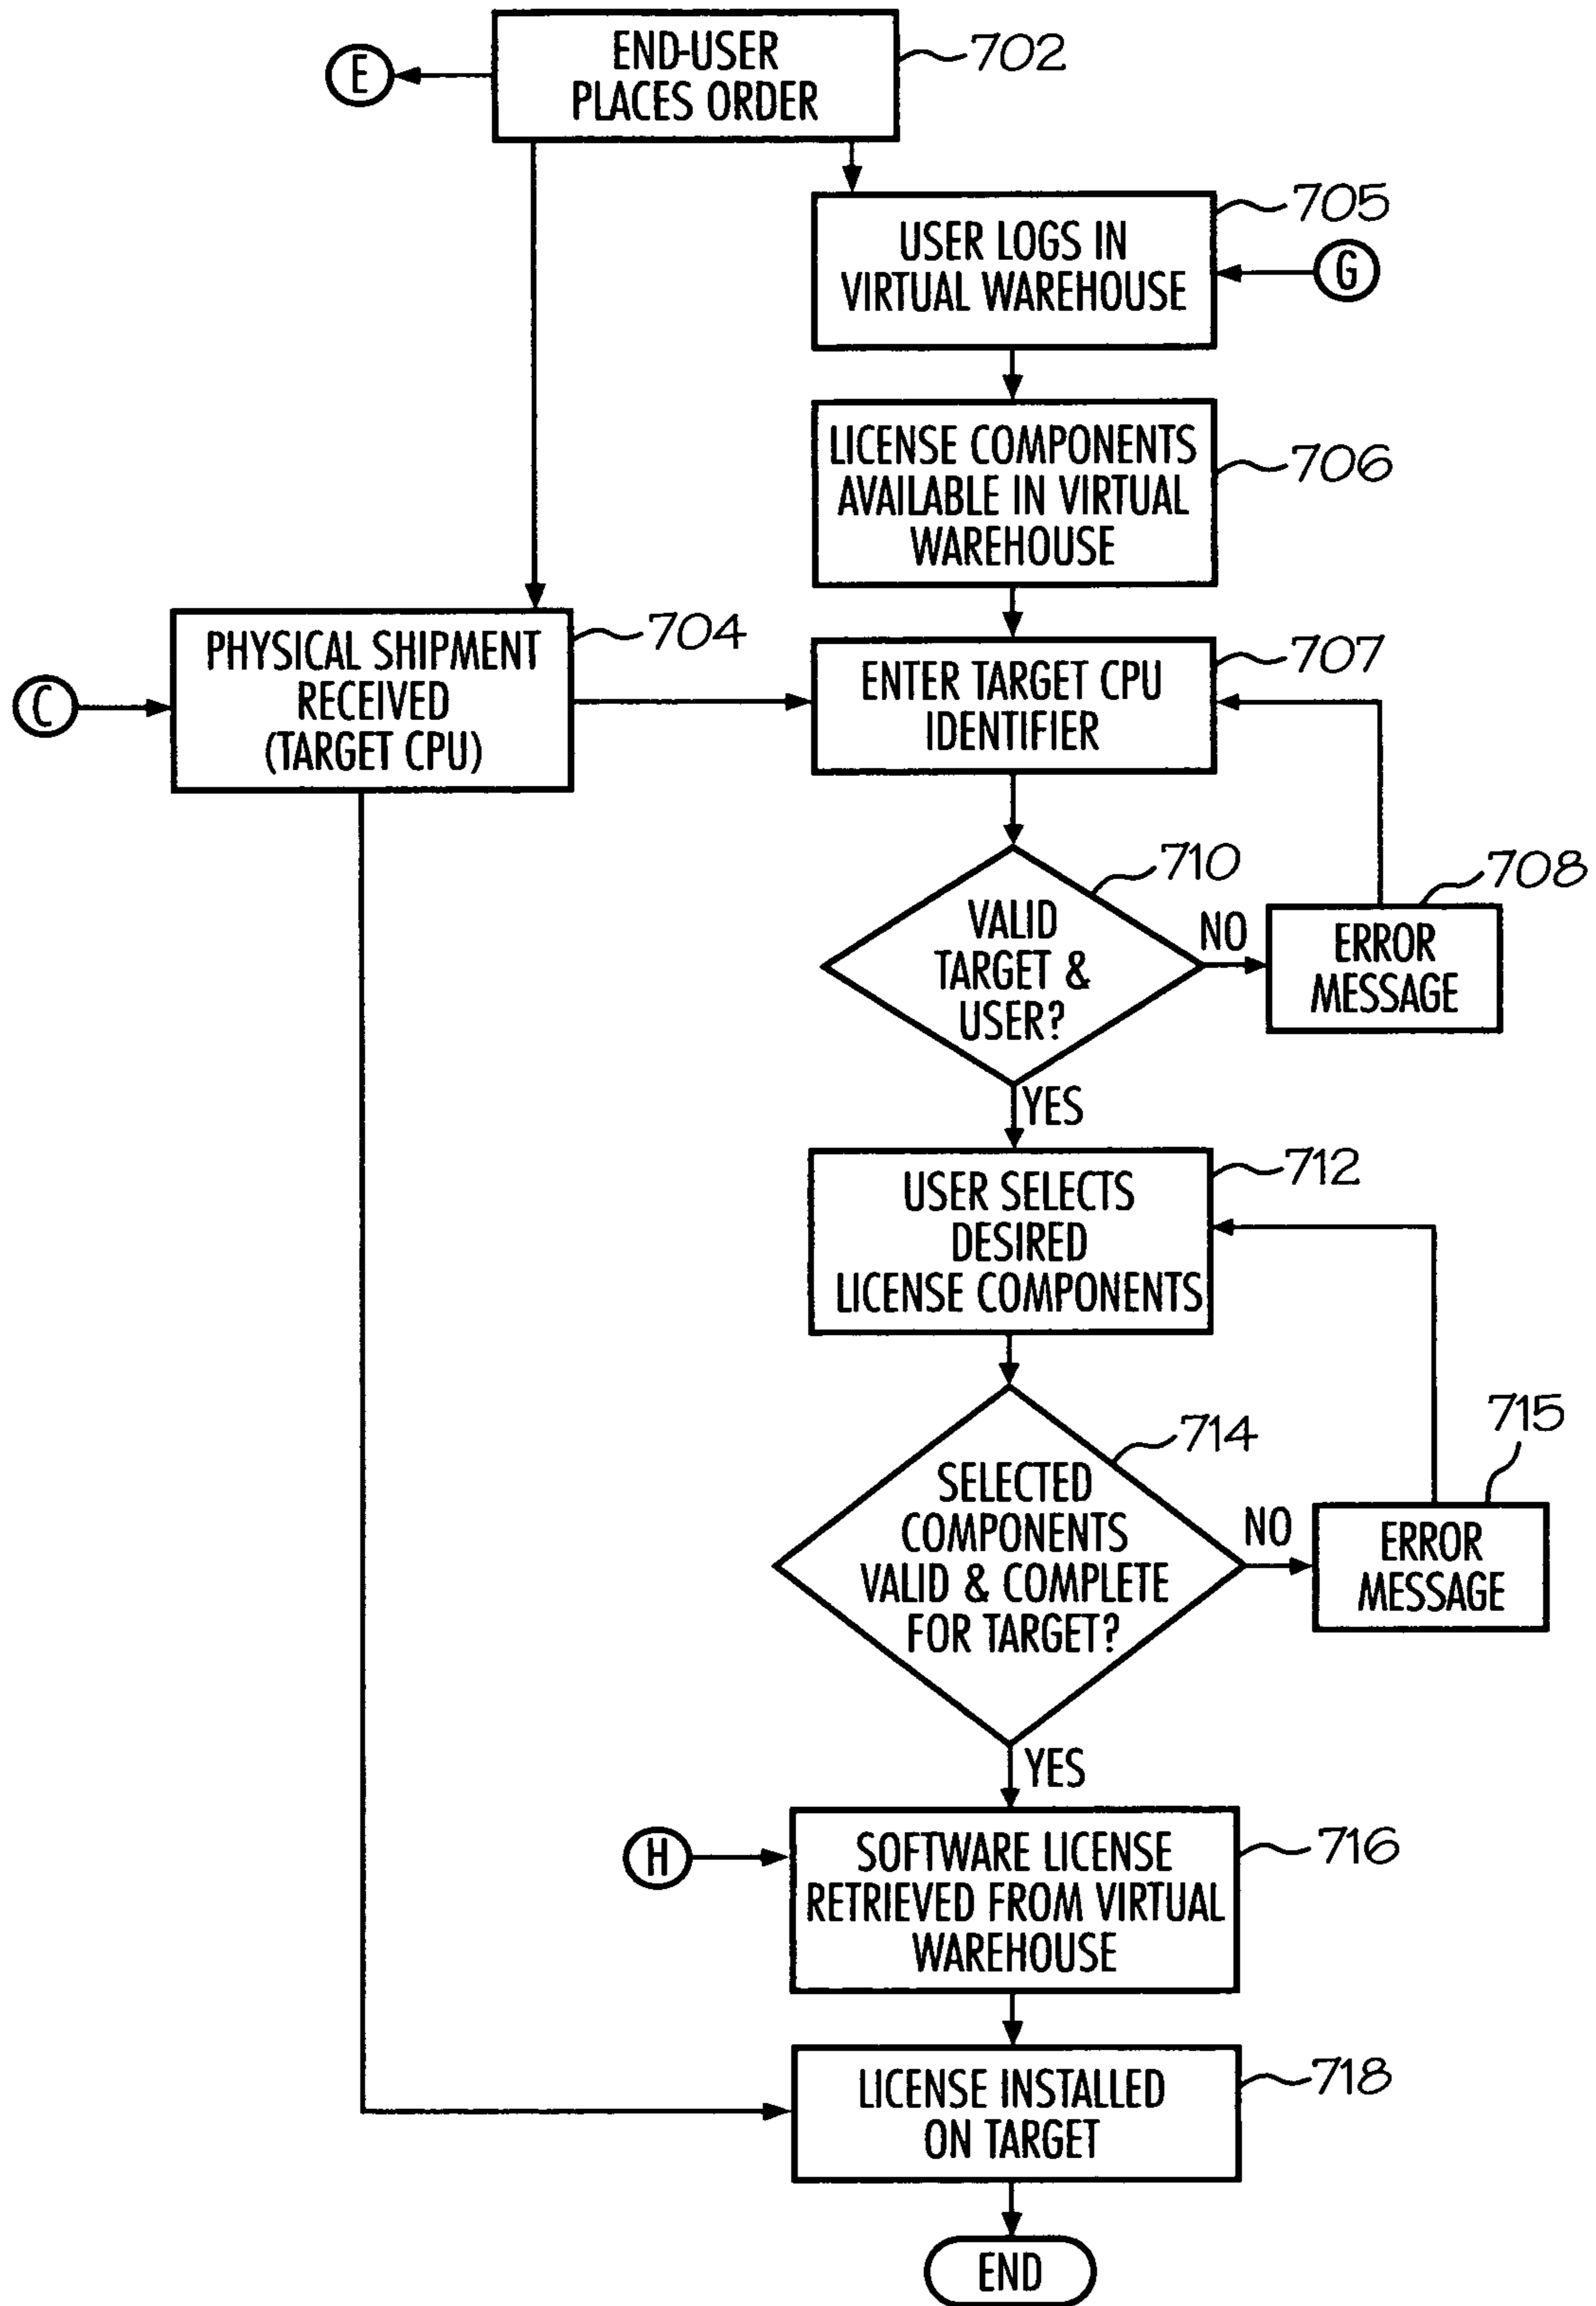 END-USER
PLACES ORDER
702
E
705
USER LOGS IN
VIRTUAL WAREHOUSE
G
LICENSE COMPONENTS
AVAILABLE IN VIRTUAL
WAREHOUSE
706
PHYSICAL SHIPMENT
RECEIVED
(TARGET CPU)
704
C
ENTER TARGET CPU
IDENTIFIER
707
710
VALID
TARGET &
USER?
NO
708
ERROR
MESSAGE
YES
USER SELECTS
DESIRED
LICENSE COMPONENTS
712
714
SELECTED
COMPONENTS
VALID & COMPLETE
FOR TARGET?
NO
715
ERROR
MESSAGE
YES
H
SOFTWARE LICENSE
RETRIEVED FROM VIRTUAL
WAREHOUSE
716
LICENSE INSTALLED
ON TARGET
718
END